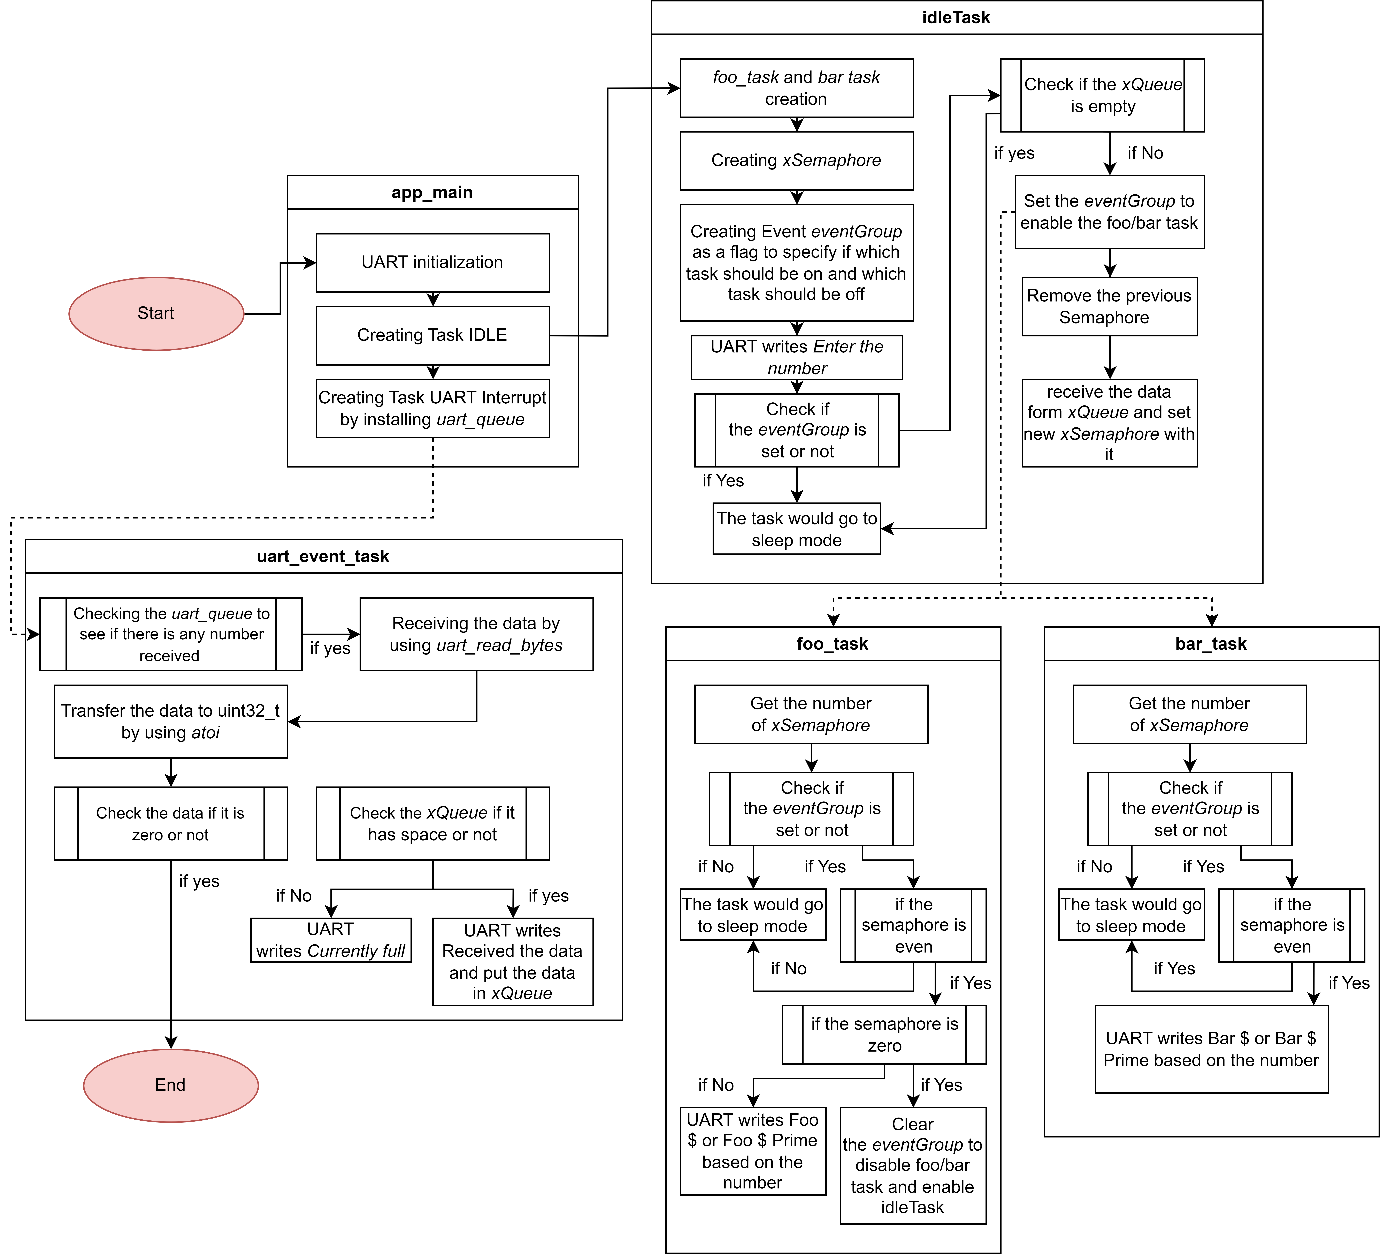 idleTask
foo_task and bar task
creation
Creating xSemaphore
Creating Event eventGroup
as a flag to specify if which
task should be on and which
task should be off
UART writes Enter the
number
Check if
the eventGroup is
set or not
if Yes
The task would go to
sleep mode
Check if the xQueue
is empty
if yes
if No
Set the eventGroup to
enable the foo/bar task
Remove the previous
Semaphore
receive the data
form xQueue and set
new xSemaphore with
it
app_main
UART initialization
Creating Task IDLE
Creating Task UART Interrupt
by installing uart_queue
Start
uart_event_task
Checking the uart_queue to
see if there is any number
received
if yes
Receiving the data by
using uart_read_bytes
Transfer the data to uint32_t
by using atoi
Check the data if it is
zero or not
if yes
Check the xQueue if it
has space or not
if No
if yes
UART
writes Currently full
UART writes
Received the data
and put the data
in xQueue
End
foo_task
Get the number
of xSemaphore
Check if
the eventGroup is
set or not
if No
if Yes
The task would go
to sleep mode
if the
semaphore is
even
if No
if Yes
if the semaphore is
zero
if No
if Yes
UART writes Foo
$ or Foo $ Prime
based on the
number
Clear
the eventGroup to
disable foo/bar
task and enable
idleTask
bar_task
Get the number
of xSemaphore
Check if
the eventGroup is
set or not
if No
if Yes
The task would go
to sleep mode
if the
semaphore is
even
if Yes
if Yes
UART writes Bar $ or Bar $
Prime based on the number